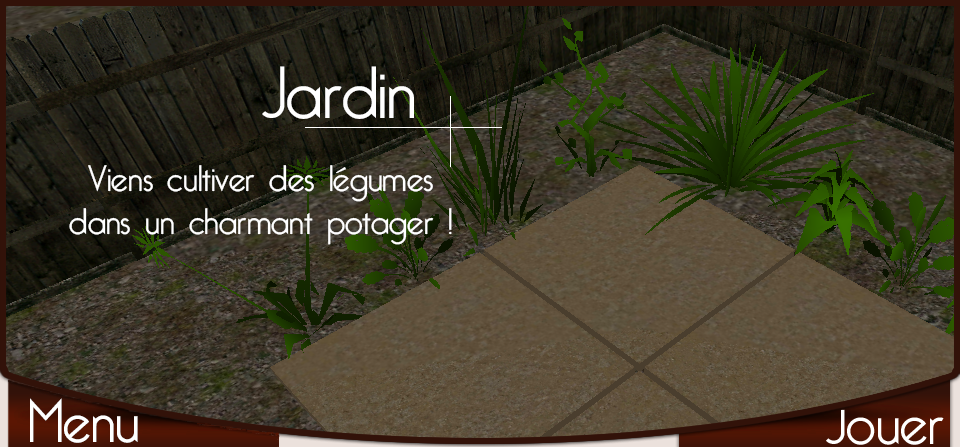 Jardin
Viens cultiver des légumes
dans un charmant potager !
Menu
Jouer